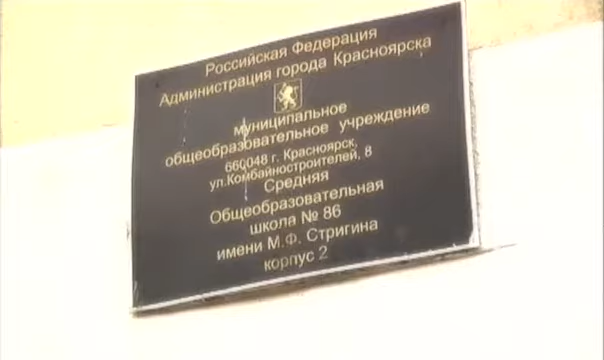 Российская Федерация
Администрация города Красноярска
муниципальное
общеобразовательное учреждение
660048 г. Красноярск,
ул.Комбайностроителей, 8
Средняя
Общеобразовательная
школа № 86
имени М.Ф. Стригина
корпус 2